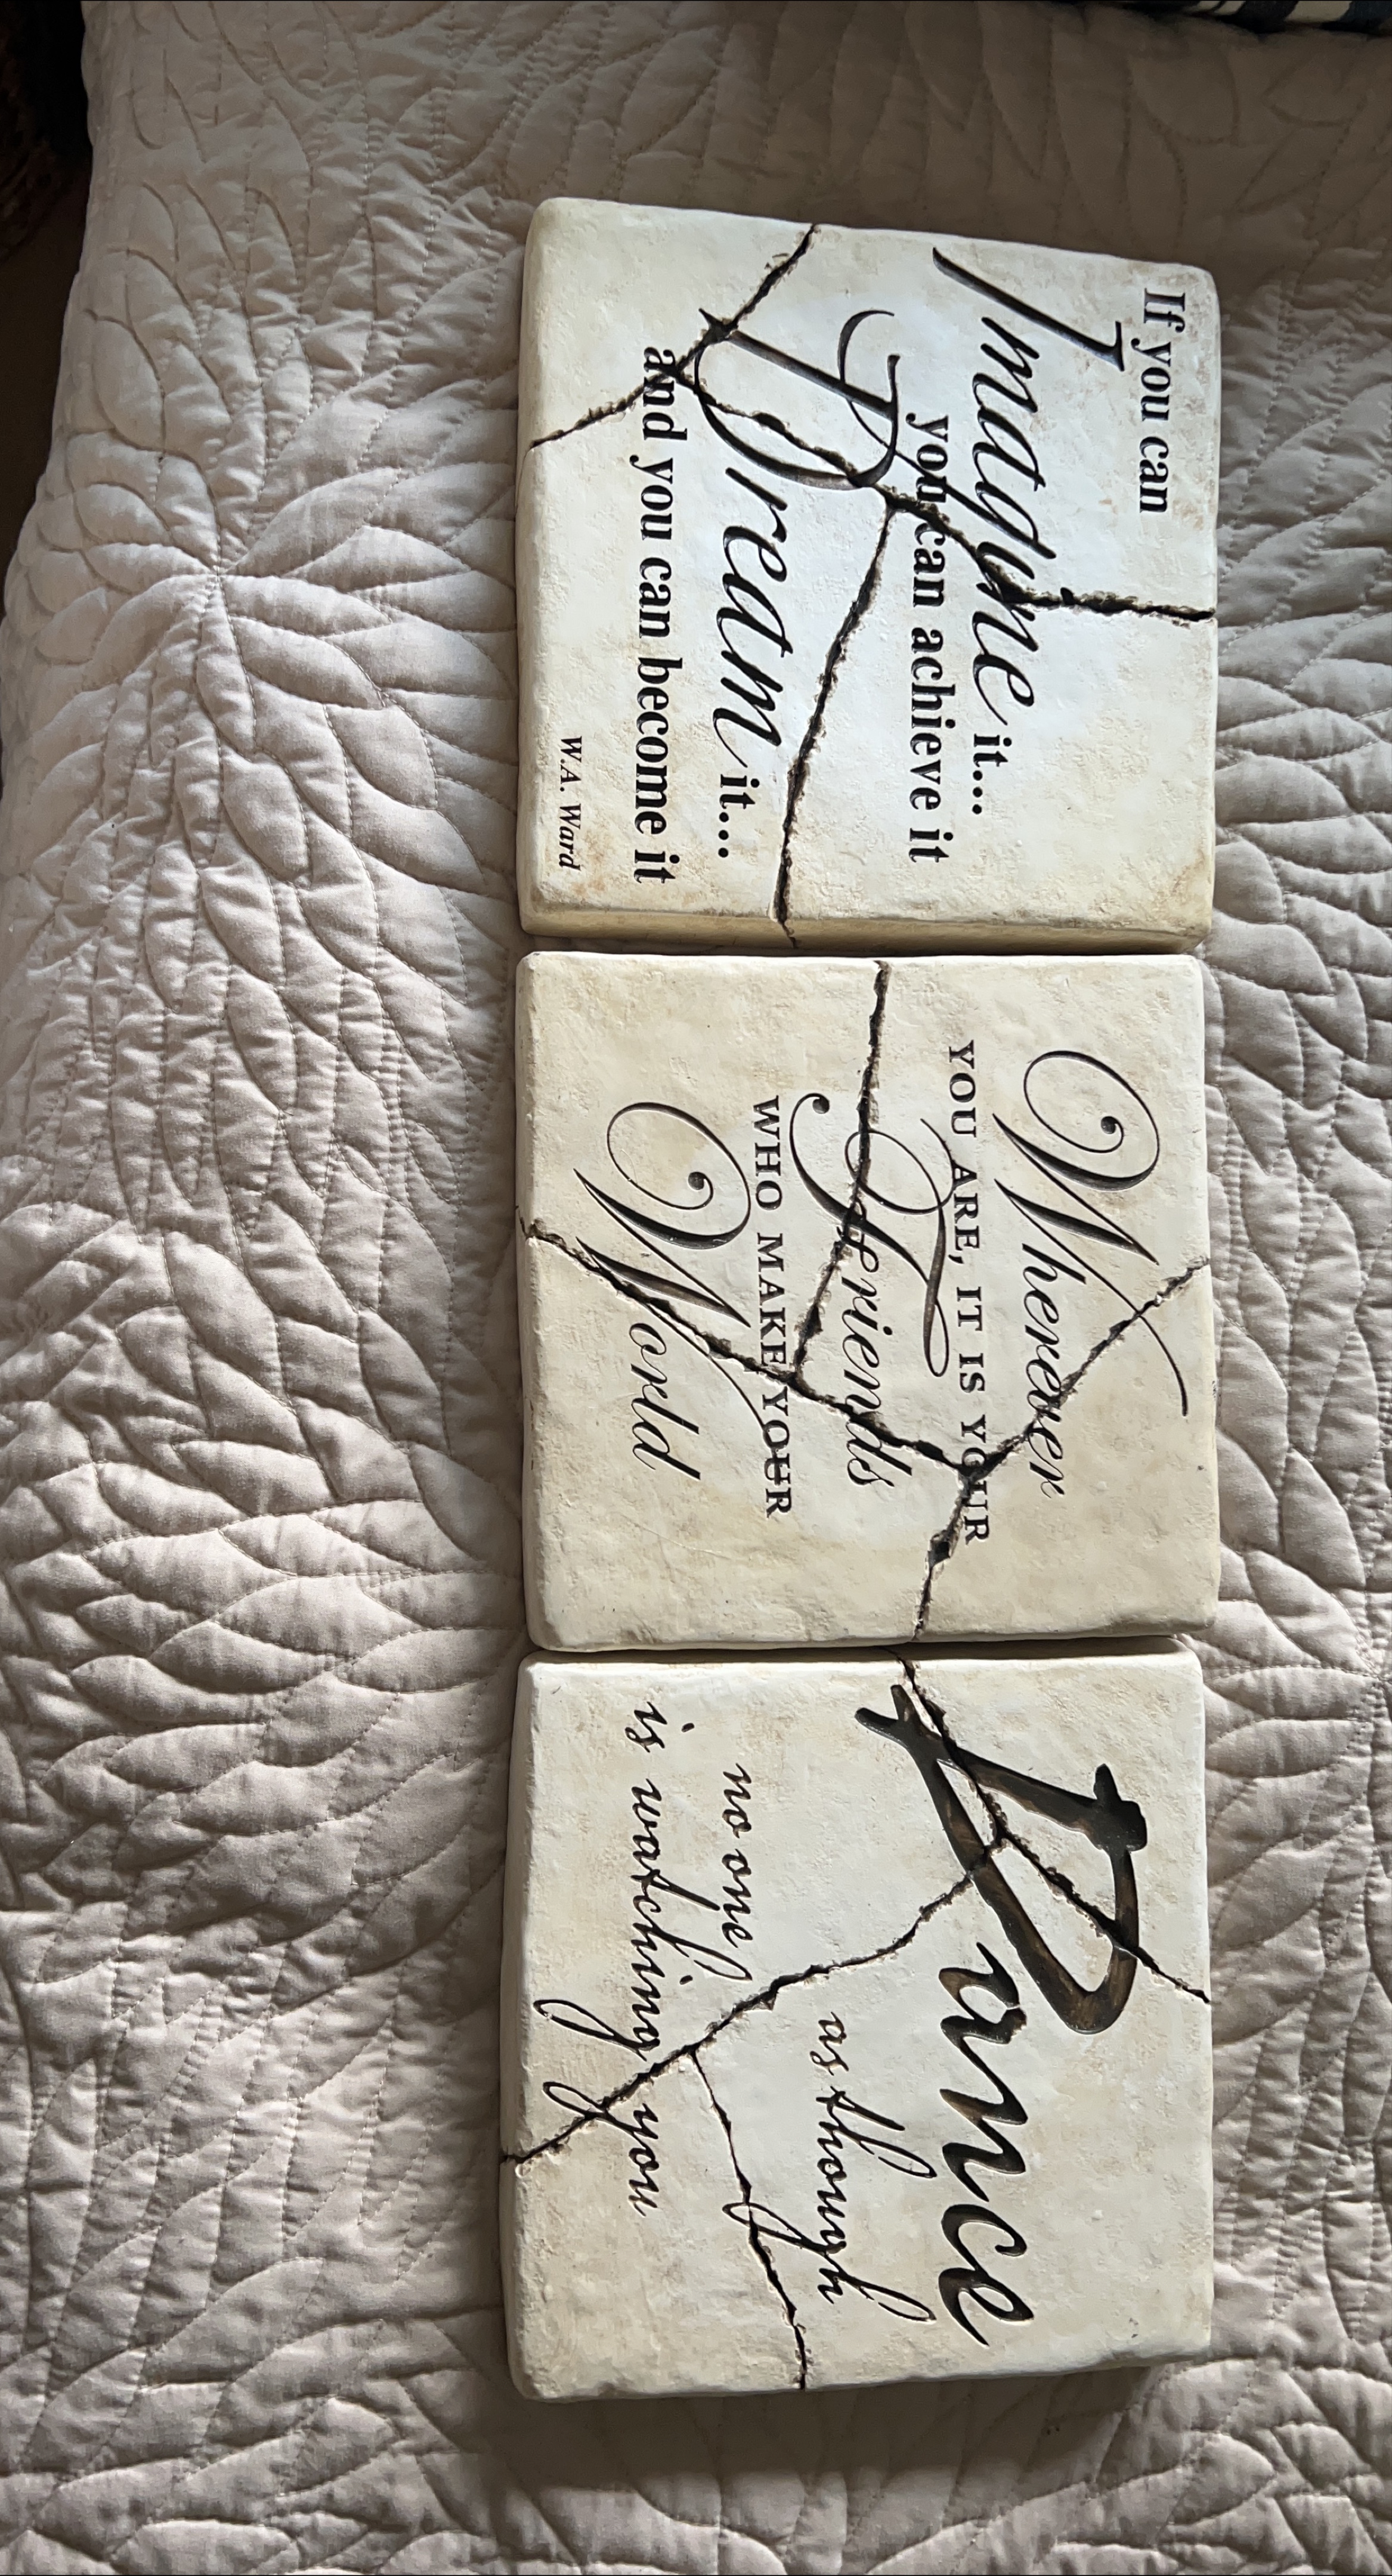 If you can
Imagine it...
you can achieve it
Dream it...
and you can become it
W.A. Ward
Wherever
YOU ARE, IT IS YOUR
Friends
WHO MAKE YOUR
World
Dance
as though
no one
is watching you